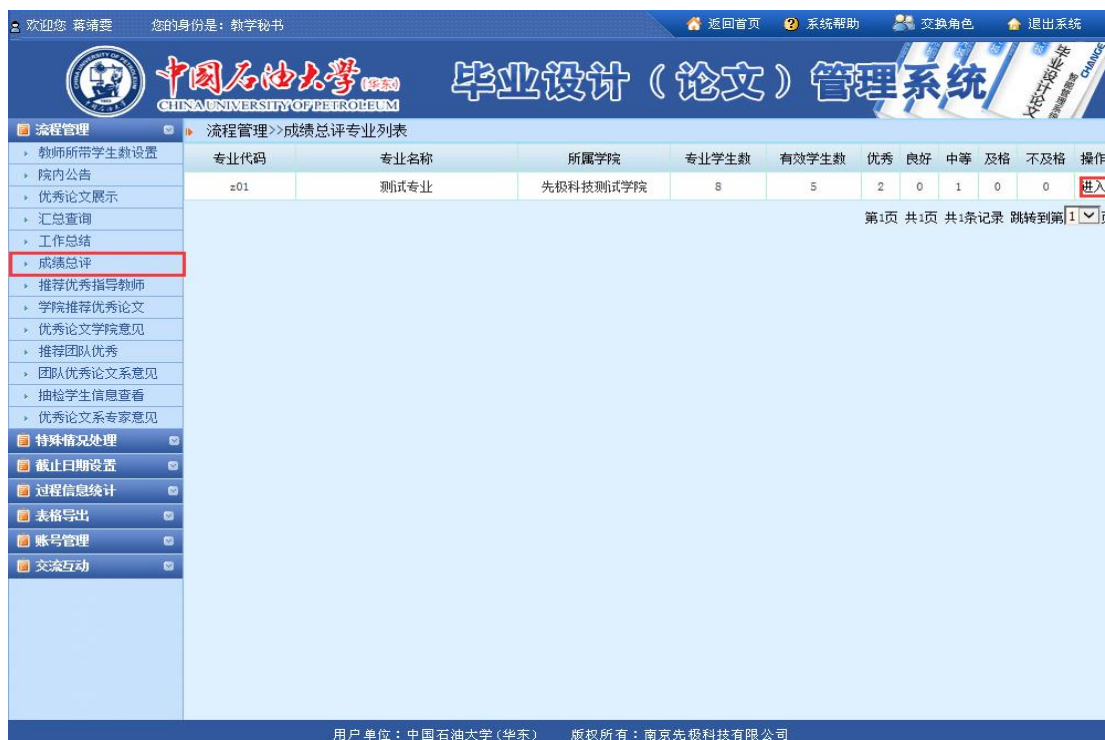 欢迎您 蒋靖雯 您的身份是：教学秘书 返回首页 系统帮助 交换角色 退出系统
中国石油大学(华东) 毕业设计（论文）管理系统
CHINA UNIVERSITY OF PETROLEUM
毕业设计论文
智能管理系统
CHANGE
流程管理
流程管理>>成绩总评专业列表
教师所带学生数设置
院内公告
优秀论文展示
汇总查询
工作总结
成绩总评
推荐优秀指导教师
学院推荐优秀论文
优秀论文学院意见
推荐团队优秀
团队优秀论文系意见
抽检学生信息查看
优秀论文系专家意见
特殊情况处理
截止日期设置
过程信息统计
表格导出
账号管理
交流互动
专业代码 专业名称 所属学院 专业学生数 有效学生数 优秀 良好 中等 及格 不及格 操作
z01 测试专业 先极科技测试学院 8 5 2 0 1 0 0 进入
第1页 共1页 共1条记录 跳转到第 1 页
用户单位：中国石油大学(华东) 版权所有：南京先极科技有限公司